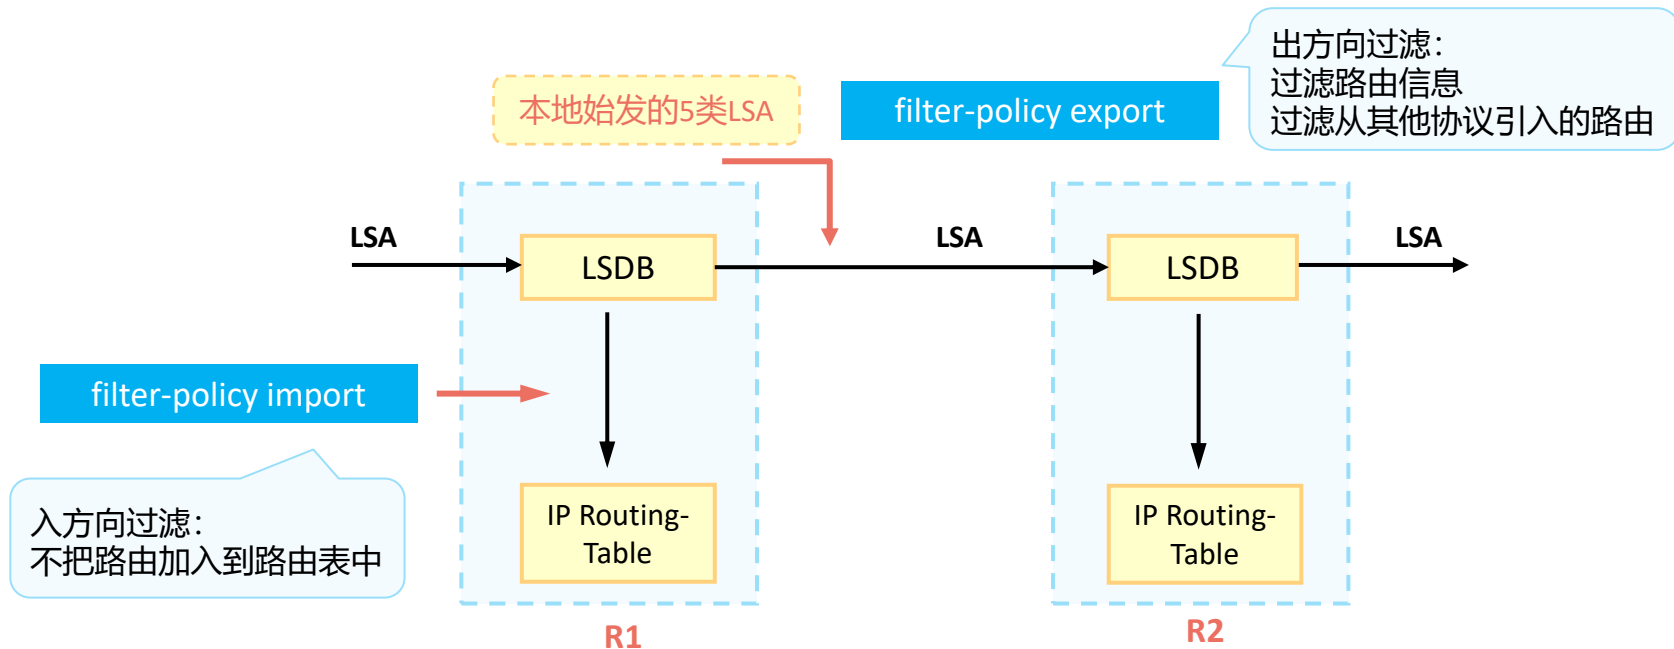 出方向过滤：
过滤路由信息
过滤从其他协议引入的路由
本地始发的5类LSA
filter-policy export
LSA
LSDB
LSA
LSDB
LSA
filter-policy import
入方向过滤：
不把路由加入到路由表中
IP Routing-
Table
IP Routing-
Table
R1
R2